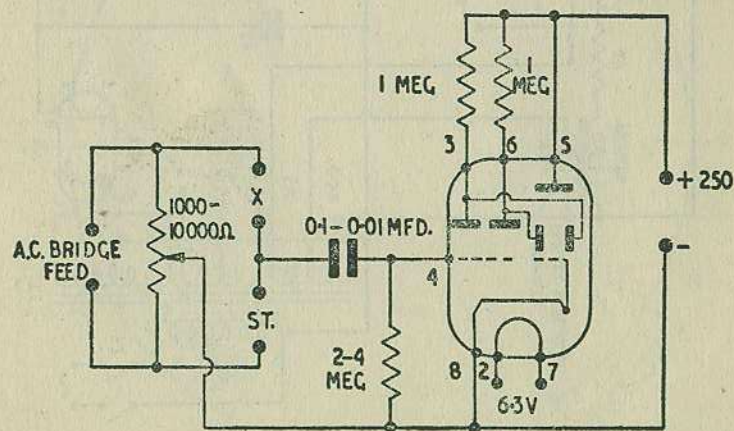 1 MEG
1
MEG
3
6
5
+ 250
-
1000-
10000Ω
X
0·1-0·01 MFD.
A.C. BRIDGE
FEED
4
ST.
2-4
MEG
8
2
7
6·3V